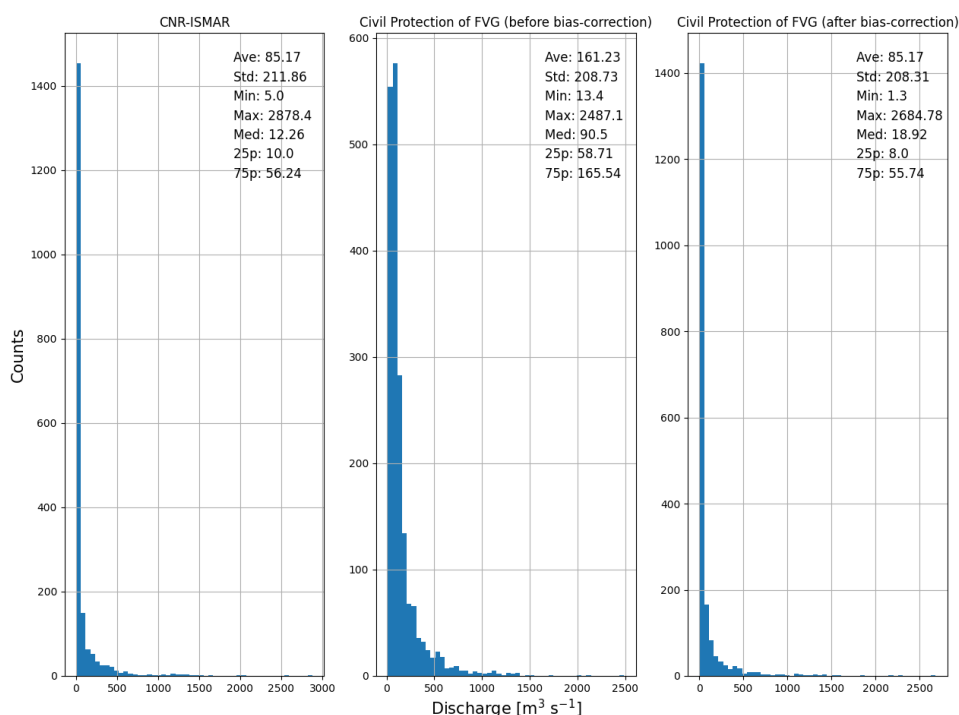 CNR-ISMAR
Civil Protection of FVG (before bias-correction)
Civil Protection of FVG (after bias-correction)
Ave: 85.17
Std: 211.86
Min: 5.0
Max: 2878.4
Med: 12.26
25p: 10.0
75p: 56.24
Ave: 161.23
Std: 208.73
Min: 13.4
Max: 2487.1
Med: 90.5
25p: 58.71
75p: 165.54
Ave: 85.17
Std: 208.31
Min: 1.3
Max: 2684.78
Med: 18.92
25p: 8.0
75p: 55.74
Counts
1400
1200
1000
800
600
400
200
0
0 500 1000 1500 2000 2500 3000
600
500
400
300
200
100
0
0 500 1000 1500 2000 2500
1400
1200
1000
800
600
400
200
0
0 500 1000 1500 2000 2500
Discharge [m³ s⁻¹]